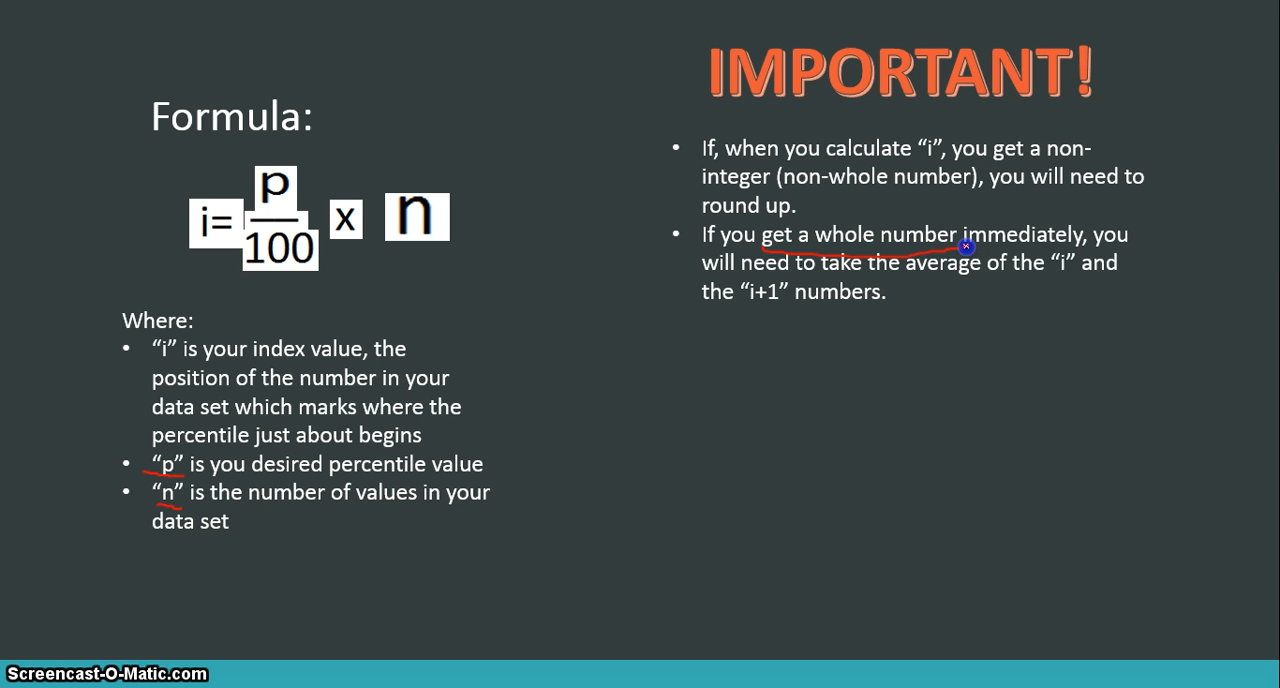 Formula:
i= p/100 x n
Where:
• “i” is your index value, the
position of the number in your
data set which marks where the
percentile just about begins
• “p” is you desired percentile value
• “n” is the number of values in your
data set
IMPORTANT!
• If, when you calculate “i”, you get a non-
integer (non-whole number), you will need to
round up.
• If you get a whole number immediately, you
will need to take the average of the “i” and
the “i+1” numbers.
Screencast-O-Matic.com